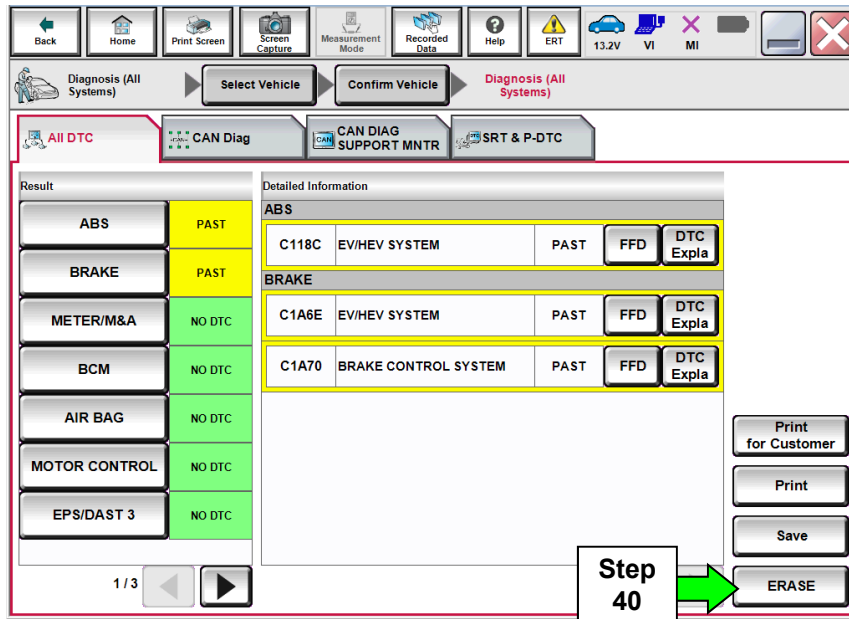 Back
Home
Print Screen
Screen
Capture
Measurement
Mode
Recorded
Data
Help
ERT
13.2V
VI
MI
Diagnosis (All
Systems)
Select Vehicle
Confirm Vehicle
Diagnosis (All
Systems)
All DTC
CAN Diag
CAN
CAN DIAG
SUPPORT MNTR
SRT & P-DTC
Result
Detailed Information
ABS
PAST
BRAKE
PAST
METER/M&A
NO DTC
BCM
NO DTC
AIR BAG
NO DTC
MOTOR CONTROL
NO DTC
EPS/DAST 3
NO DTC
1/3
ABS
C118C EV/HEV SYSTEM PAST FFD DTC
Expla
BRAKE
C1A6E EV/HEV SYSTEM PAST FFD DTC
Expla
C1A70 BRAKE CONTROL SYSTEM PAST FFD DTC
Expla
Print
for Customer
Print
Save
ERASE
Step
40